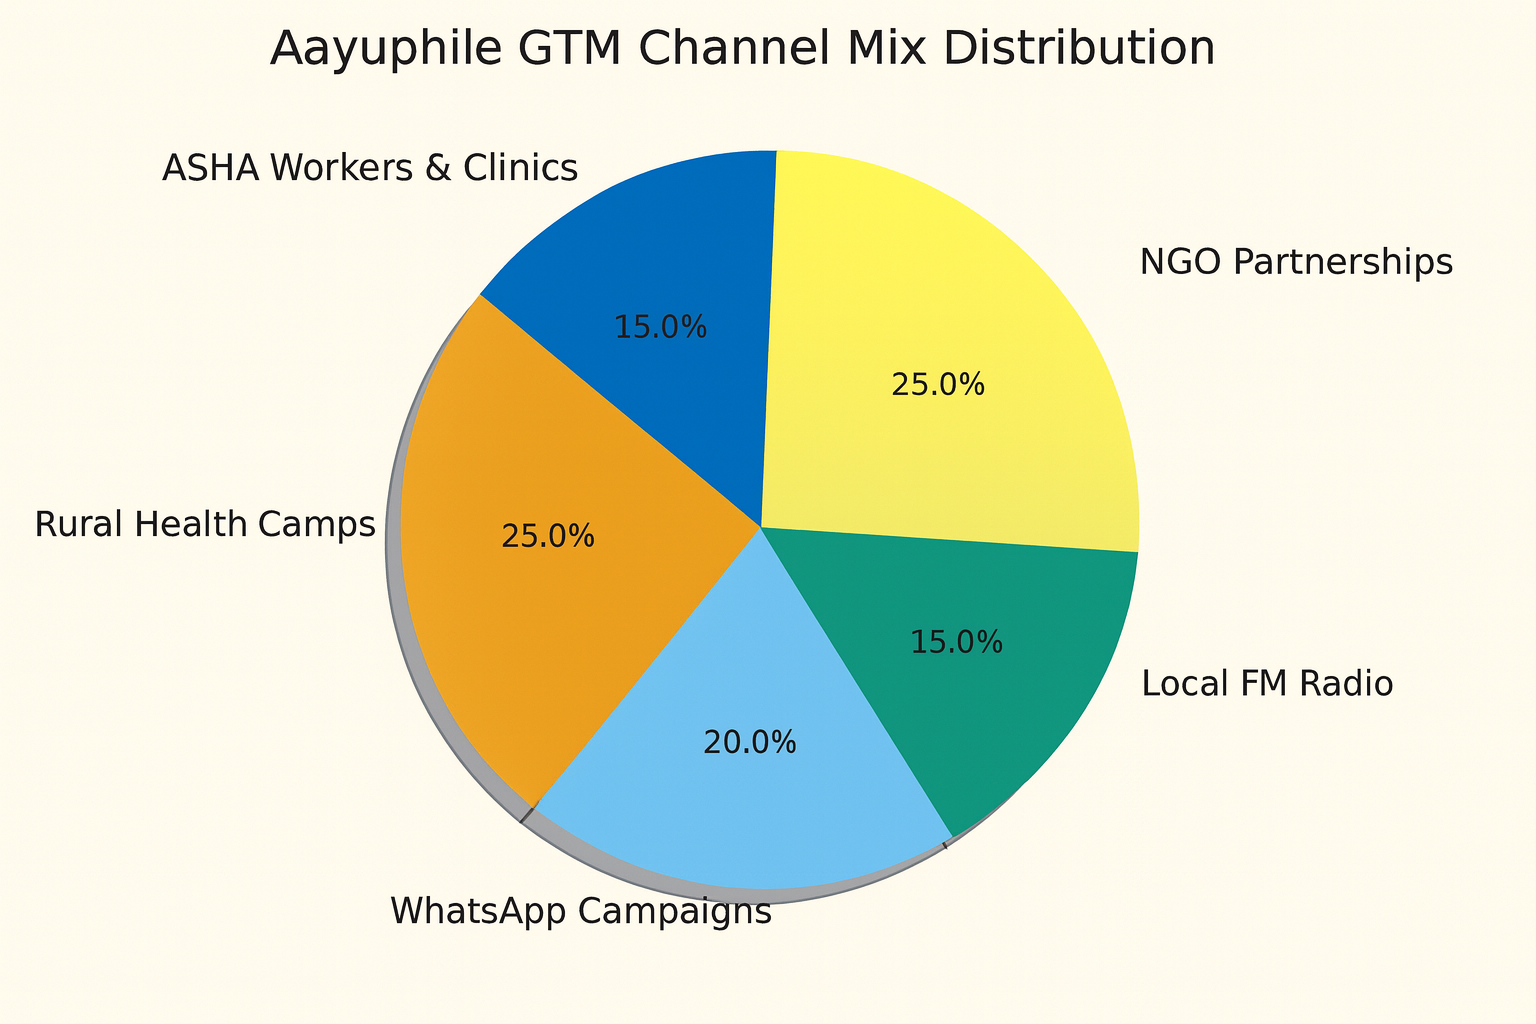 Aayuphile GTM Channel Mix Distribution
ASHA Workers & Clinics
15.0%
NGO Partnerships
25.0%
Rural Health Camps
25.0%
15.0%
Local FM Radio
20.0%
WhatsApp Campaigns